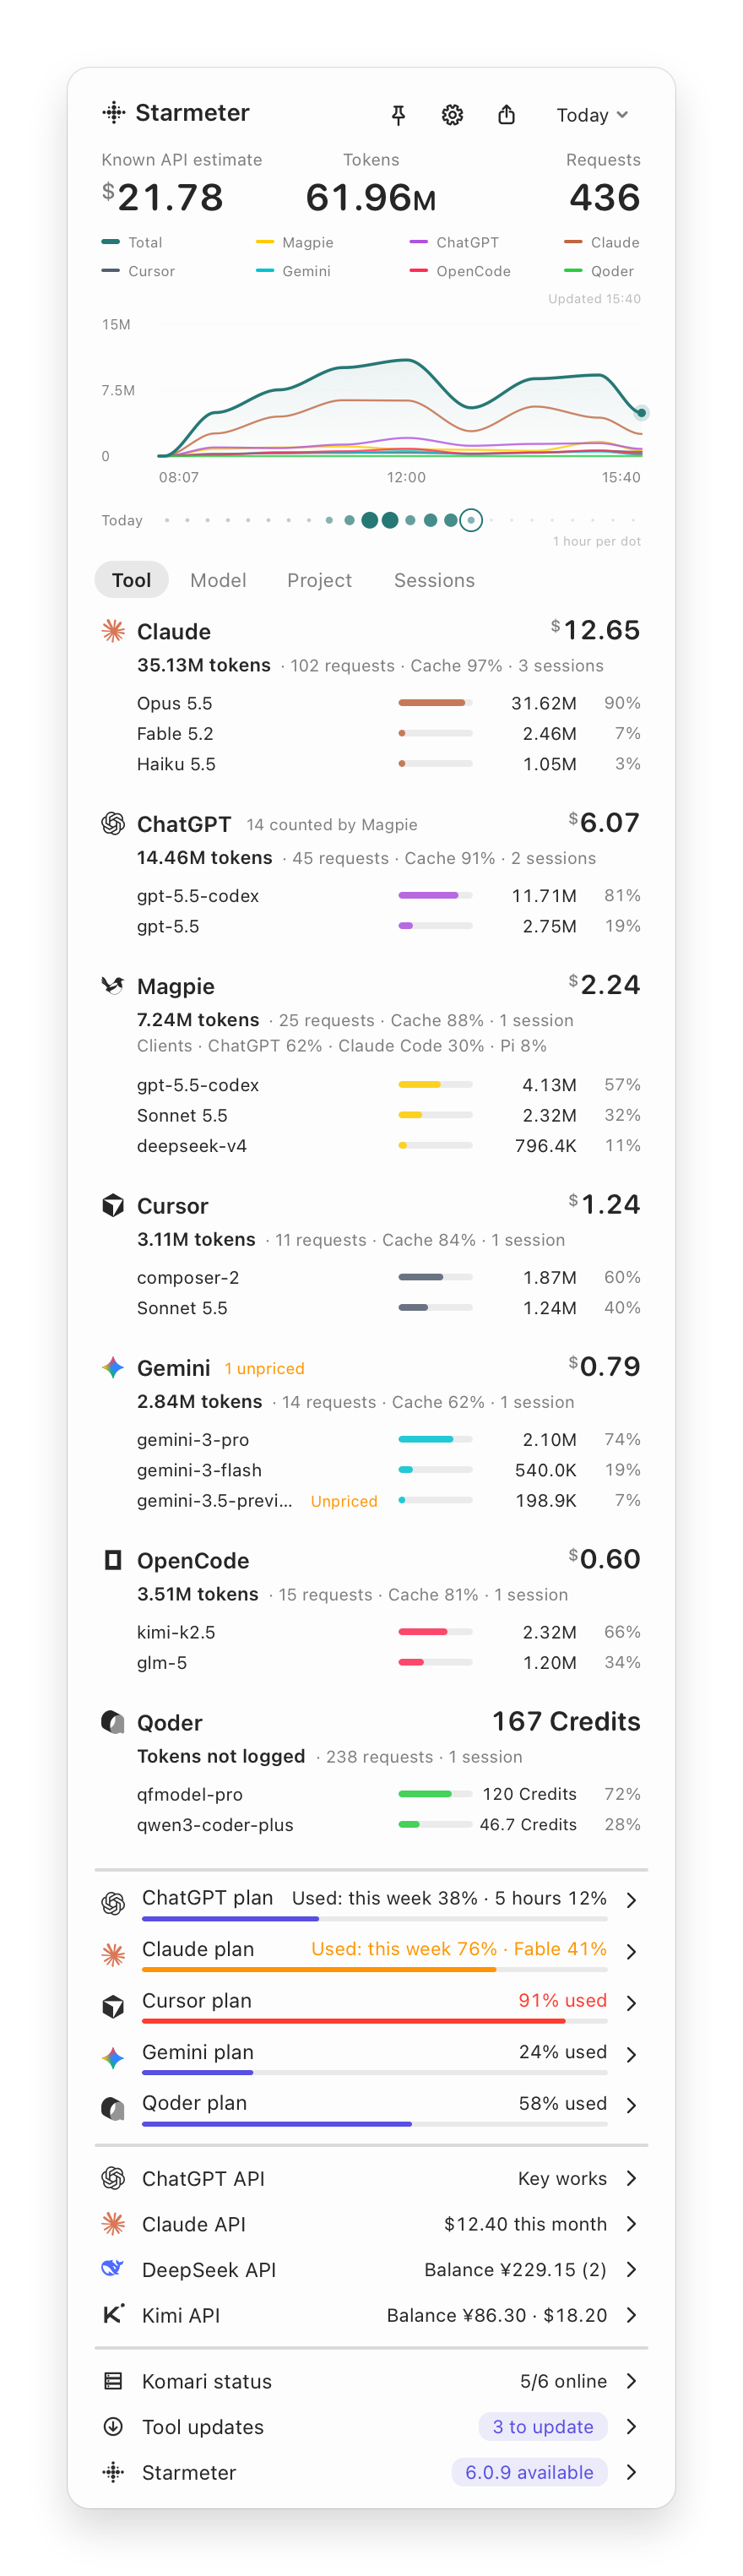 Starmeter Today
Known API estimate Tokens Requests
$21.78 61.96M 436
Total Magpie ChatGPT Claude
Cursor Gemini OpenCode Qoder
Updated 15:40
15M
7.5M
0
08:07 12:00 15:40
Today
1 hour per dot
Tool Model Project Sessions
Claude $12.65
35.13M tokens · 102 requests · Cache 97% · 3 sessions
Opus 5.5 31.62M 90%
Fable 5.2 2.46M 7%
Haiku 5.5 1.05M 3%
ChatGPT 14 counted by Magpie $6.07
14.46M tokens · 45 requests · Cache 91% · 2 sessions
gpt-5.5-codex 11.71M 81%
gpt-5.5 2.75M 19%
Magpie $2.24
7.24M tokens · 25 requests · Cache 88% · 1 session
Clients · ChatGPT 62% · Claude Code 30% · Pi 8%
gpt-5.5-codex 4.13M 57%
Sonnet 5.5 2.32M 32%
deepseek-v4 796.4K 11%
Cursor $1.24
3.11M tokens · 11 requests · Cache 84% · 1 session
composer-2 1.87M 60%
Sonnet 5.5 1.24M 40%
Gemini 1 unpriced $0.79
2.84M tokens · 14 requests · Cache 62% · 1 session
gemini-3-pro 2.10M 74%
gemini-3-flash 540.0K 19%
gemini-3.5-previ... Unpriced 198.9K 7%
OpenCode $0.60
3.51M tokens · 15 requests · Cache 81% · 1 session
kimi-k2.5 2.32M 66%
glm-5 1.20M 34%
Qoder 167 Credits
Tokens not logged · 238 requests · 1 session
qfmodel-pro 120 Credits 72%
qwen3-coder-plus 46.7 Credits 28%
ChatGPT plan Used: this week 38% · 5 hours 12%
Claude plan Used: this week 76% · Fable 41%
Cursor plan 91% used
Gemini plan 24% used
Qoder plan 58% used
ChatGPT API Key works
Claude API $12.40 this month
DeepSeek API Balance ¥229.15 (2)
Kimi API Balance ¥86.30 · $18.20
Komari status 5/6 online
Tool updates 3 to update
Starmeter 6.0.9 available